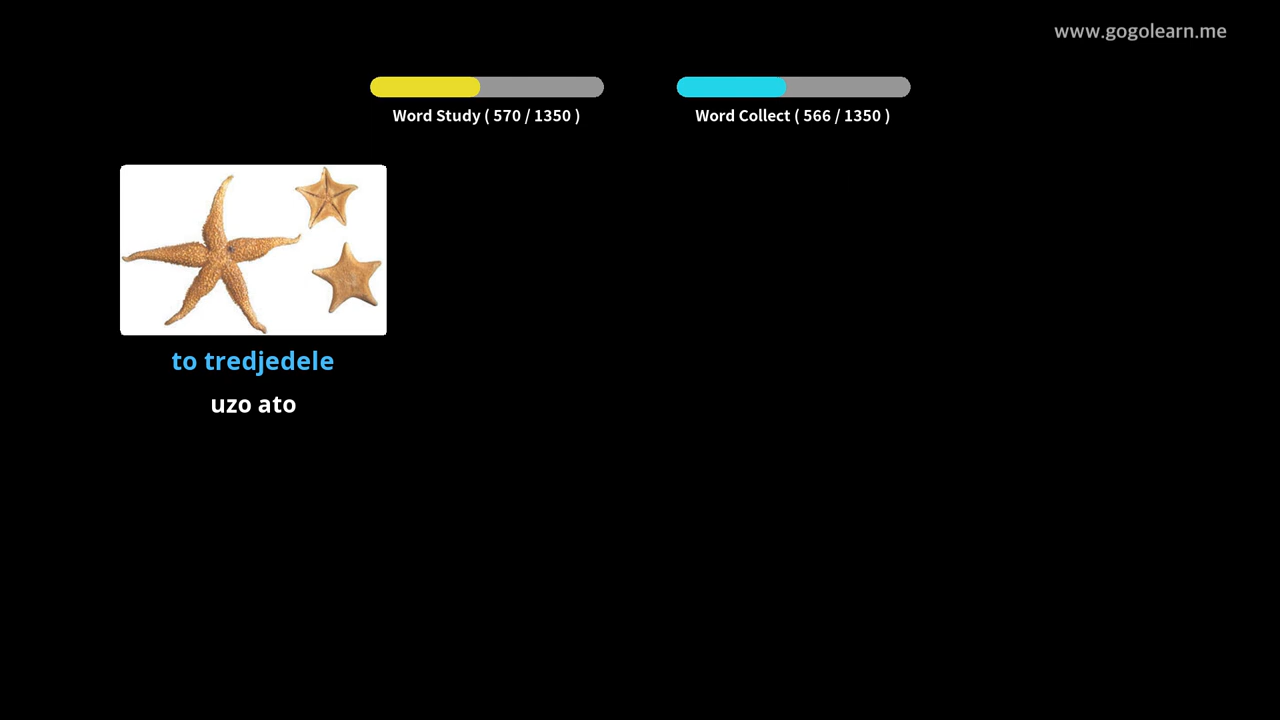 www.gogolearn.me
Word Study ( 570 / 1350 )
Word Collect ( 566 / 1350 )
to tredjedele
uzo ato